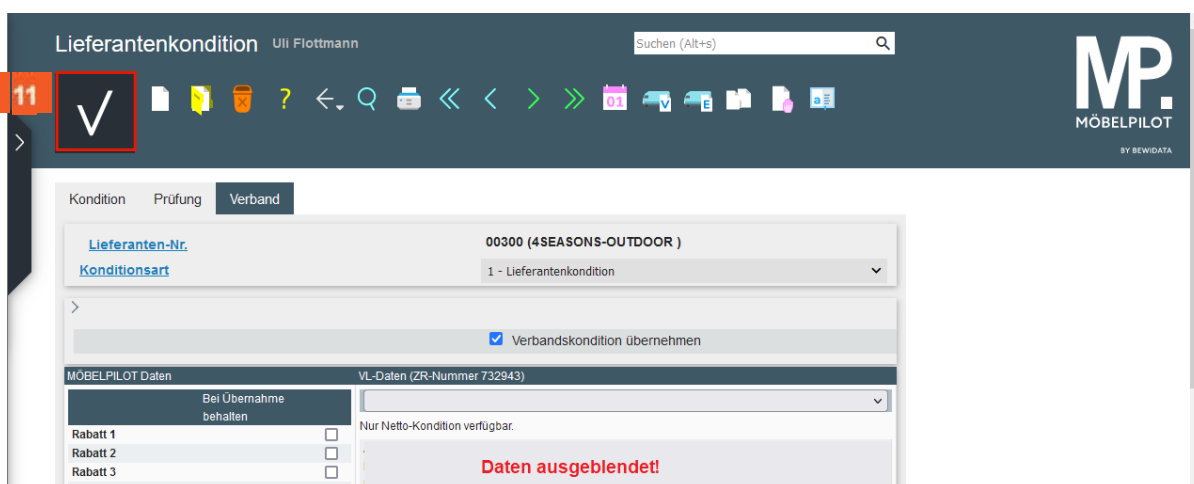 Lieferantenkondition Uli Flottmann
Suchen (Alt+s)
MP.
MÖBELPILOT
BY BEWIDATA
11
?
01
V
E
a
Kondition Prüfung Verband
Lieferanten-Nr. 00300 (4SEASONS-OUTDOOR )
Konditionsart 1 - Lieferantenkondition
Verbandskondition übernehmen
MÖBELPILOT Daten VL-Daten (ZR-Nummer 732943)
Bei Übernahme
behalten
Nur Netto-Kondition verfügbar.
Rabatt 1
Rabatt 2
Rabatt 3
Daten ausgeblendet!